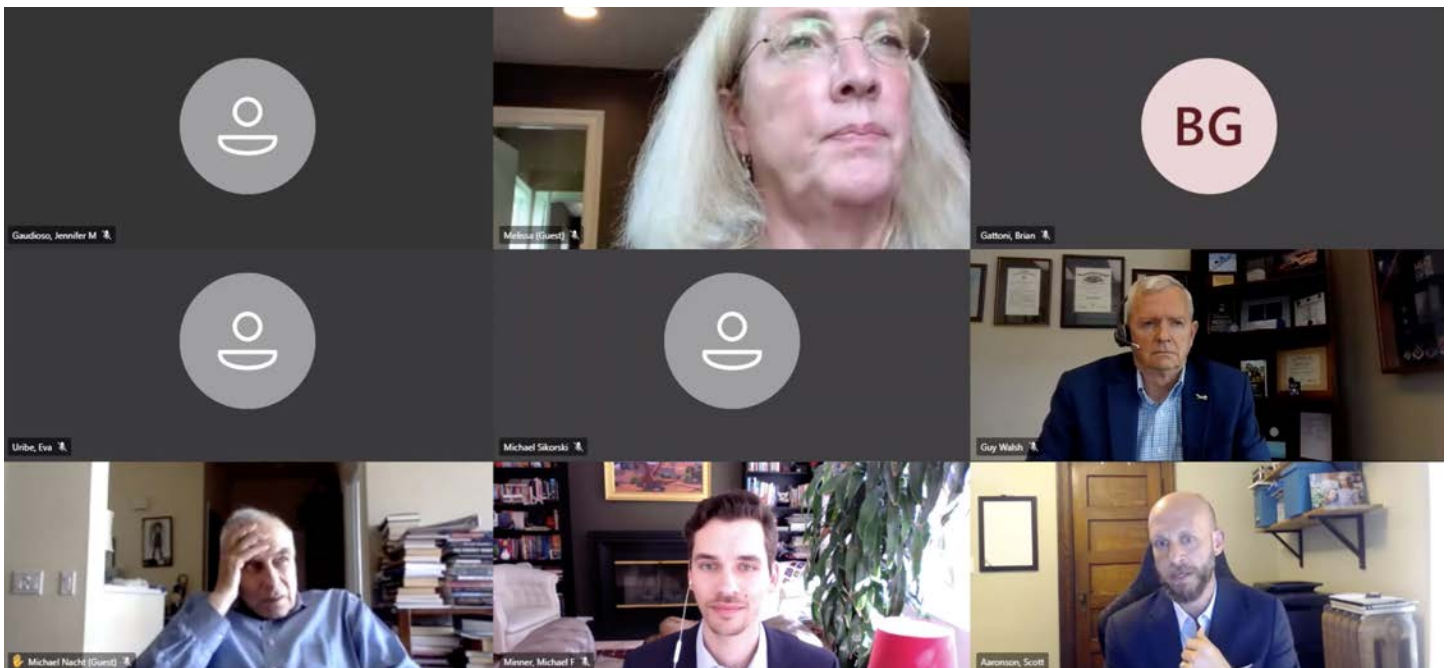 Gaudioso, Jennifer M
Melissa (Guest)
BG
Gattoni, Brian
Uribe, Eva
Michael Sikorski
Guy Walsh
Michael Nacht (Guest)
Minner, Michael F
Aaronson, Scott